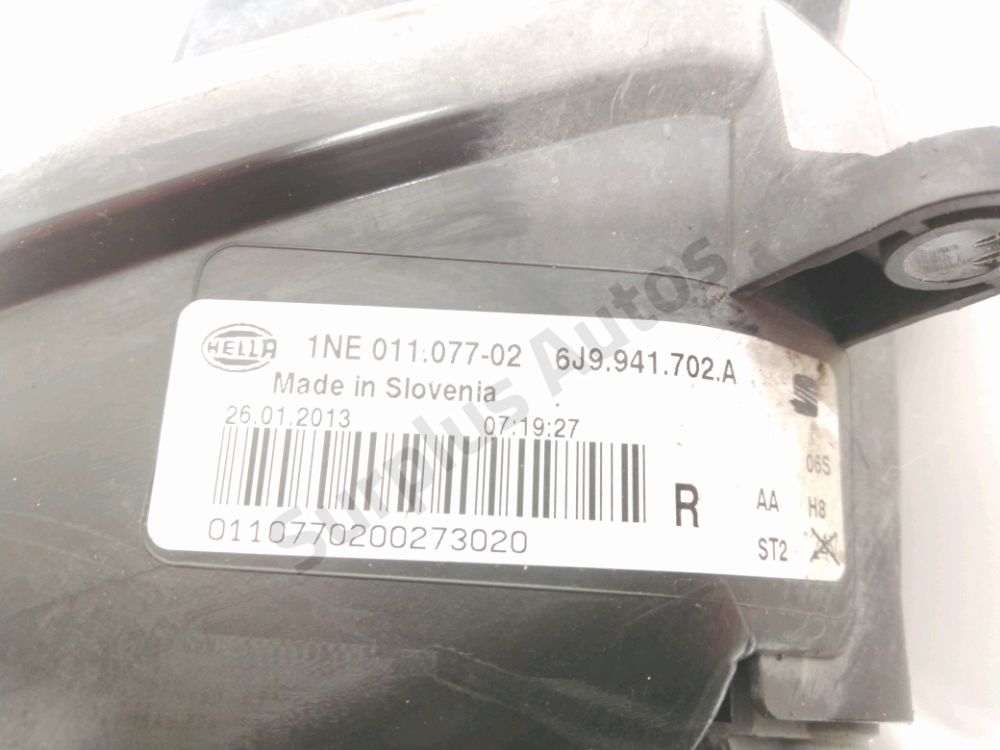 HELLA 1NE 011.077-02 6J9.941.702.A
Made in Slovenia
26.01.2013 07:19:27
06S
R AA H8
0110770200273020
ST2
Surplus Autos